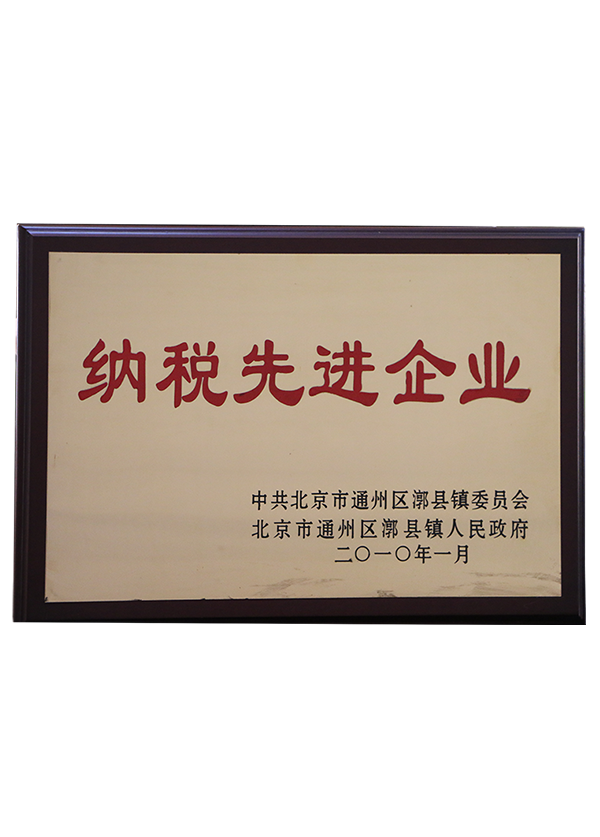 纳税先进企业
中共北京市通州区漷县镇委员会
北京市通州区漷县镇人民政府
二〇一〇年一月